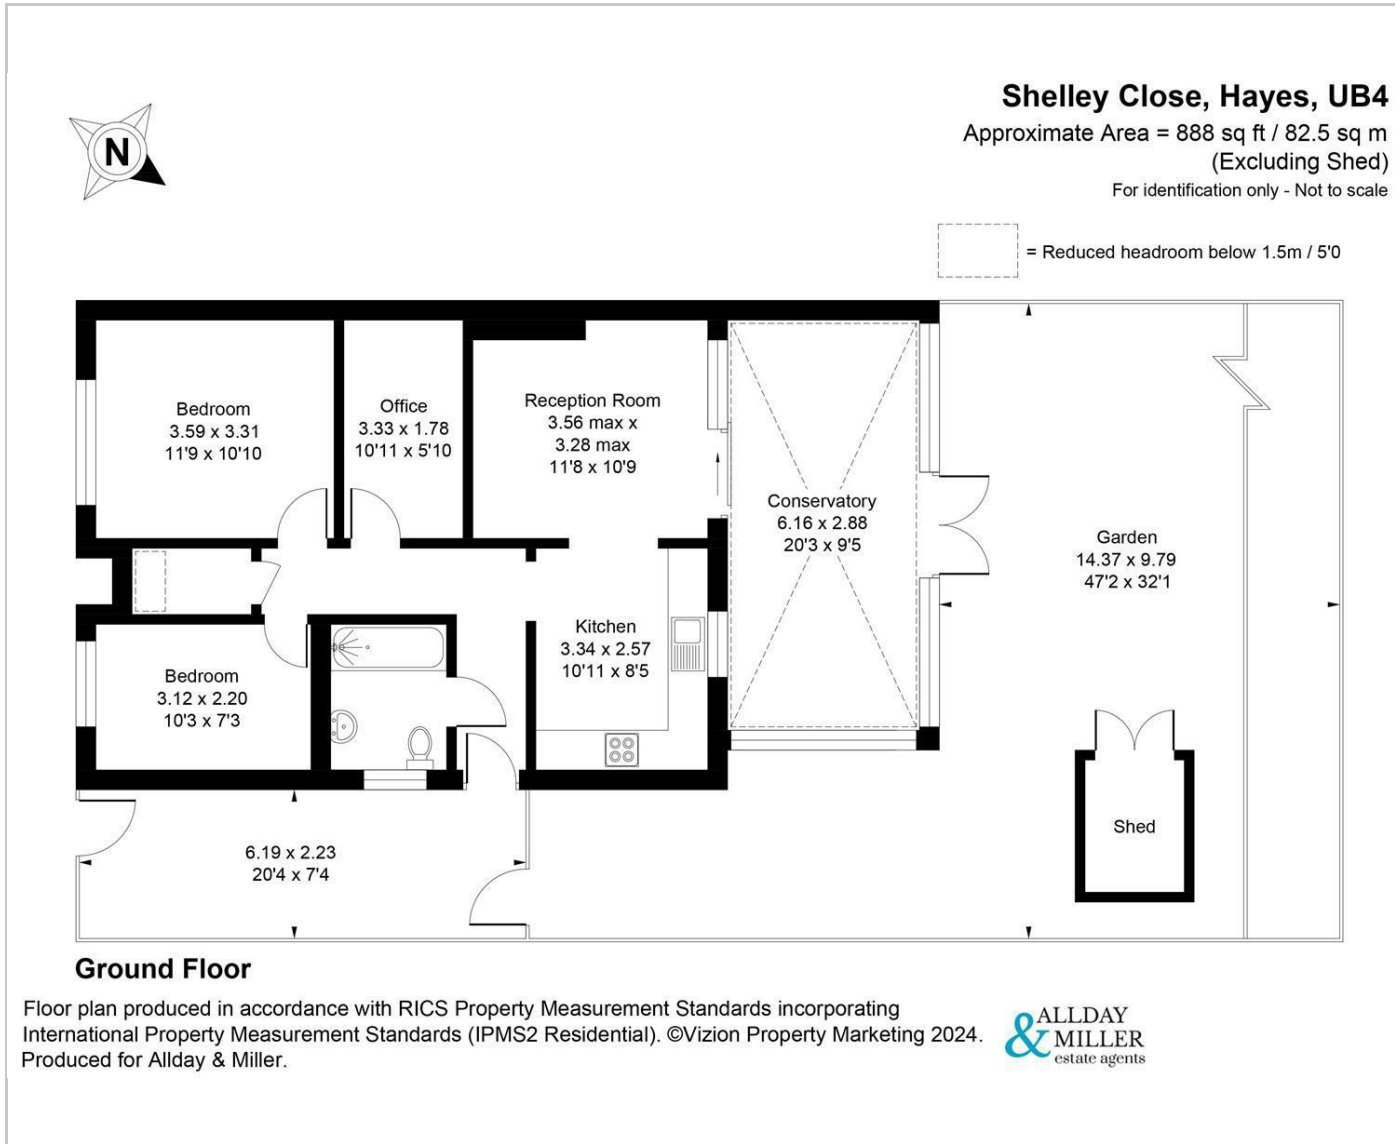 Shelley Close, Hayes, UB4
Approximate Area = 888 sq ft / 82.5 sq m
(Excluding Shed)
For identification only - Not to scale
N
= Reduced headroom below 1.5m / 5'0
Bedroom
3.59 x 3.31
11'9 x 10'10
Office
3.33 x 1.78
10'11 x 5'10
Reception Room
3.56 max x
3.28 max
11'8 x 10'9
Conservatory
6.16 x 2.88
20'3 x 9'5
Garden
14.37 x 9.79
47'2 x 32'1
Kitchen
3.34 x 2.57
10'11 x 8'5
Bedroom
3.12 x 2.20
10'3 x 7'3
Shed
6.19 x 2.23
20'4 x 7'4
Ground Floor
Floor plan produced in accordance with RICS Property Measurement Standards incorporating
International Property Measurement Standards (IPMS2 Residential). ©Vizion Property Marketing 2024.
Produced for Allday & Miller.
ALLDAY
& MILLER
estate agents